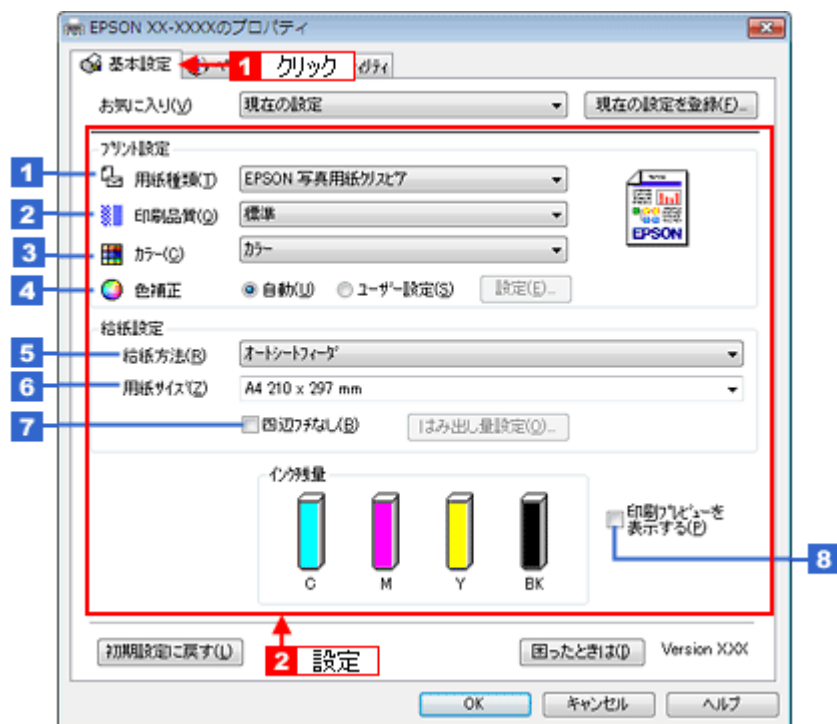 EPSON XX-XXXXのプロパティ
基本設定
1 クリック
お気に入り(V) 現在の設定 現在の設定を登録(F)...
プリント設定
1 用紙種類(T) EPSON 写真用紙クリスピア
2 印刷品質(Q) 標準
3 カラー(C) カラー
4 色補正 自動(U) ユーザー設定(S) 設定(E)...
EPSON
給紙設定
5 給紙方法(R) オートシートフィーダ
6 用紙サイズ(Z) A4 210 x 297 mm
7 四辺フチなし(B) はみ出し量設定(O)...
インク残量
C M Y BK
印刷プレビューを
表示する(P)
8
初期設定に戻す(L) 2 設定 困ったときは(I) Version X.XX
OK キャンセル ヘルプ